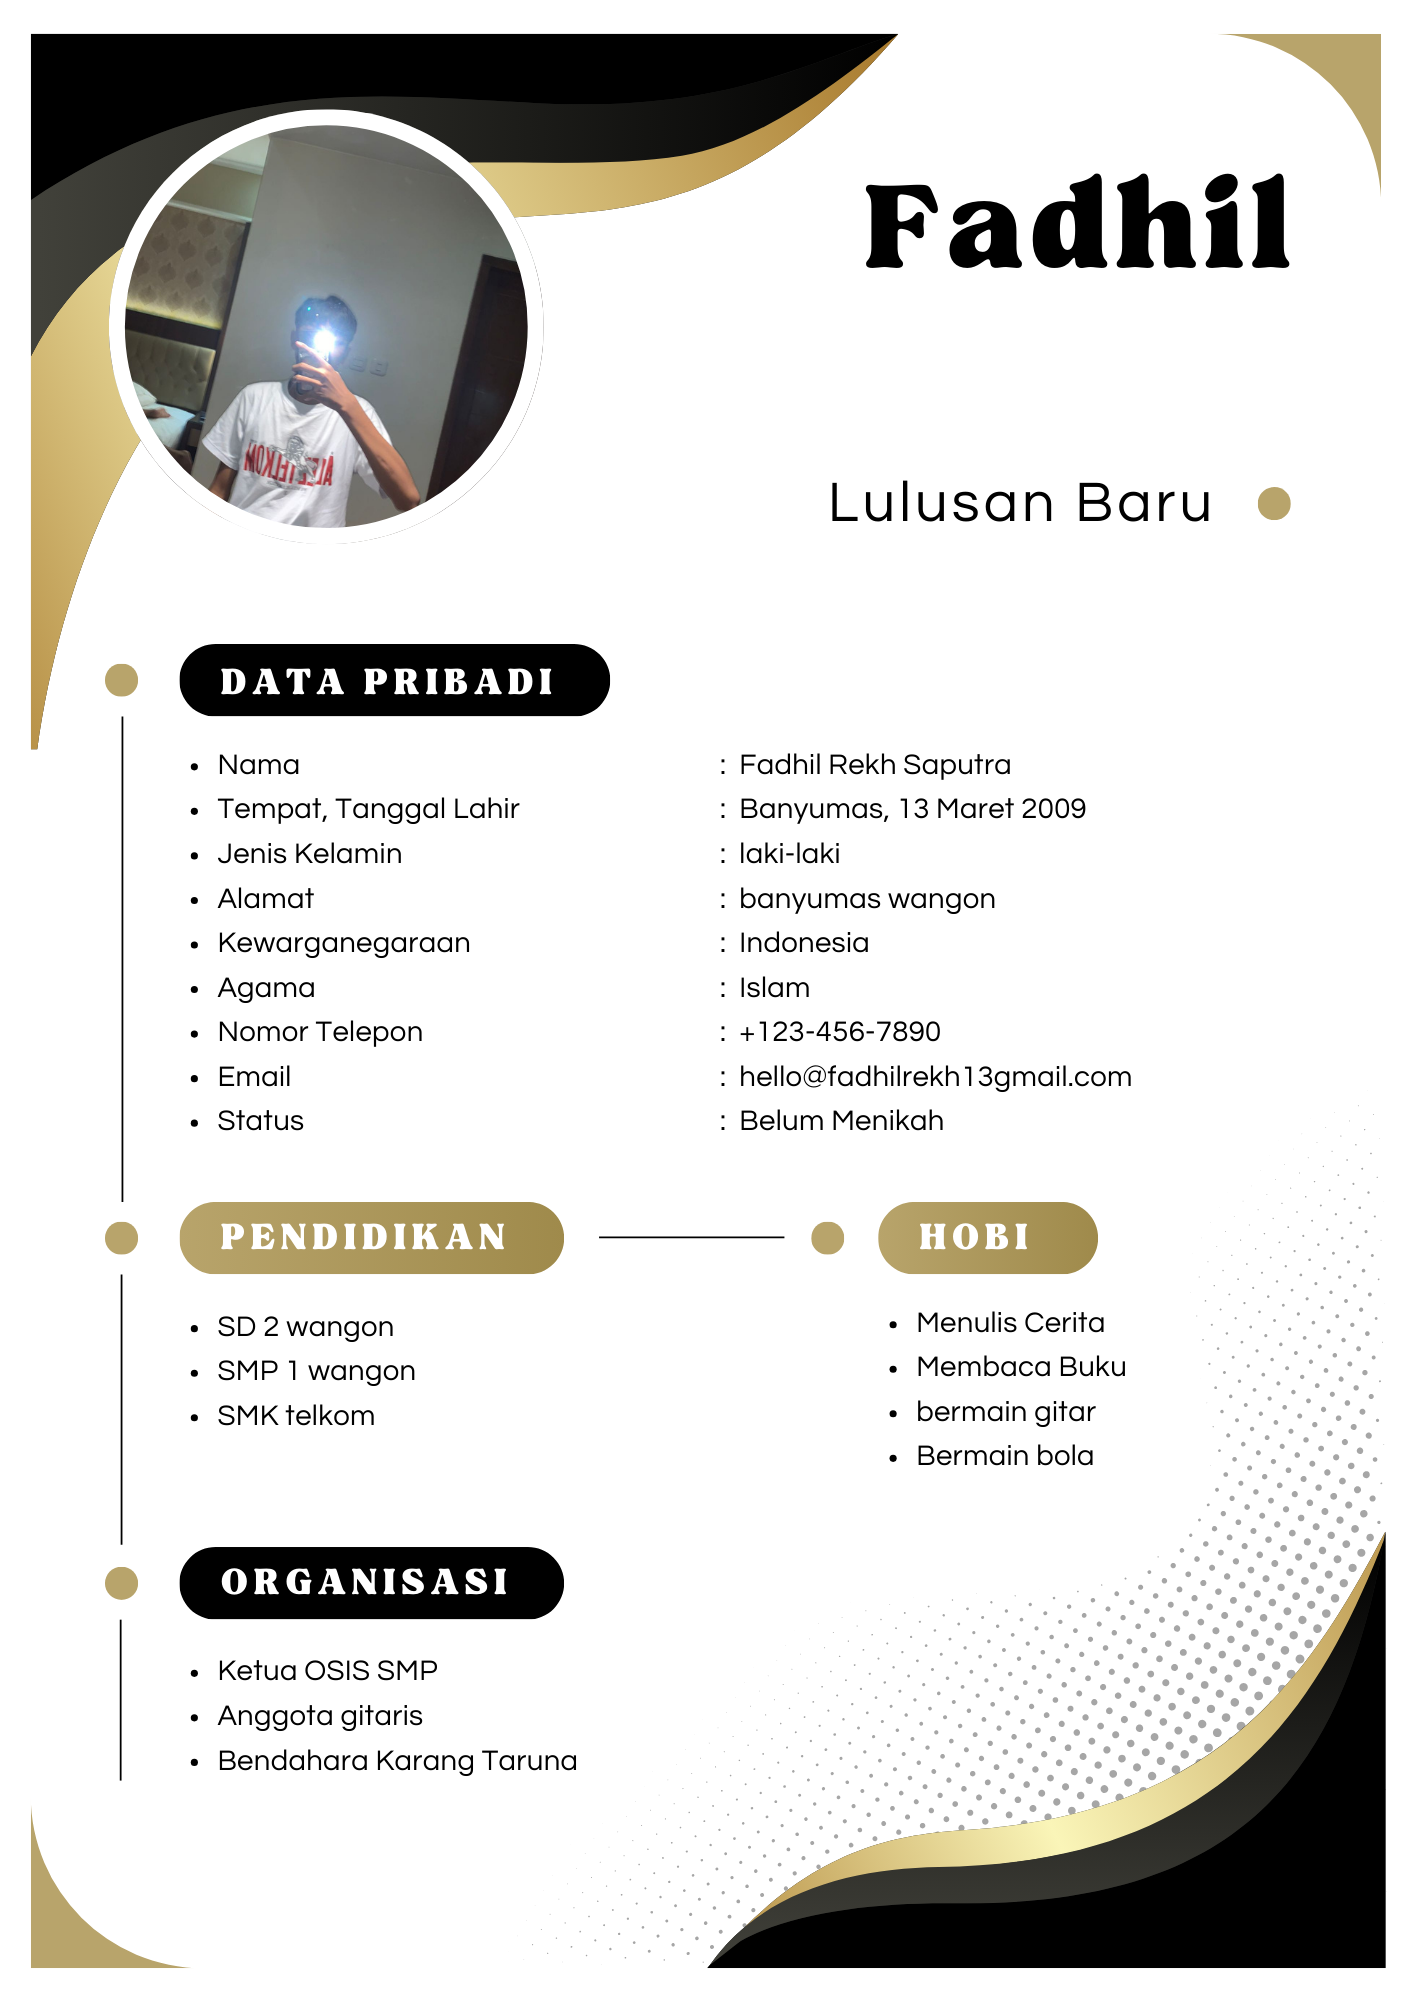 Fadhil
Lulusan Baru
DATA PRIBADI
Nama : Fadhil Rekh Saputra
Tempat, Tanggal Lahir : Banyumas, 13 Maret 2009
Jenis Kelamin : laki-laki
Alamat : banyumas wangon
Kewarganegaraan : Indonesia
Agama : Islam
Nomor Telepon : +123-456-7890
Email : hello@fadhilrekh13gmail.com
Status : Belum Menikah
PENDIDIKAN
SD 2 wangon
SMP 1 wangon
SMK telkom
HOBI
Menulis Cerita
Membaca Buku
bermain gitar
Bermain bola
ORGANISASI
Ketua OSIS SMP
Anggota gitaris
Bendahara Karang Taruna